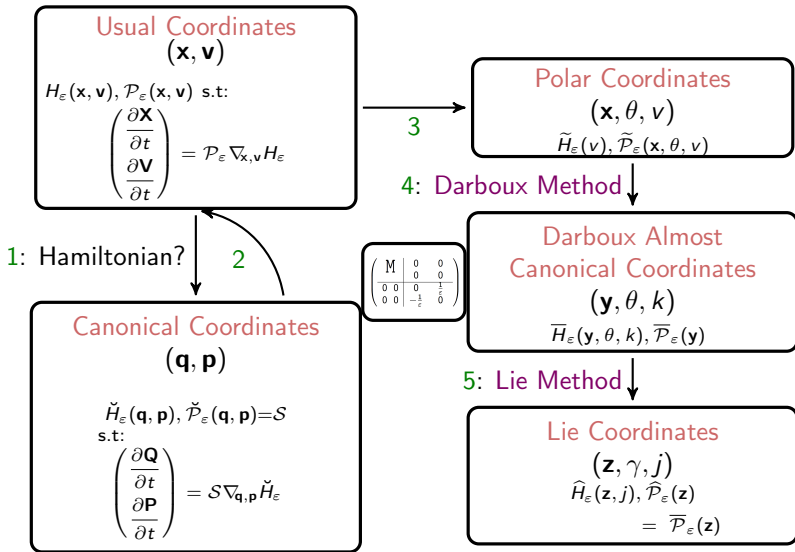 Usual Coordinates
(x, v)
H_ε(x, v), 𝒫_ε(x, v) s.t:
(∂X/∂t
∂V/∂t) = 𝒫_ε ∇_{x,v} H_ε
3
Polar Coordinates
(x, θ, v)
H̃_ε(v), 𝒫̃_ε(x, θ, v)
4: Darboux Method
1: Hamiltonian?
2
M 0 0
0 0
0 0 0 1/ε
0 0 -1/ε 0
Darboux Almost
Canonical Coordinates
(y, θ, k)
H̅_ε(y, θ, k), 𝒫̅_ε(y)
5: Lie Method
Canonical Coordinates
(q, p)
H̆_ε(q, p), 𝒫̆_ε(q, p)=𝒮
s.t:
(∂Q/∂t
∂P/∂t) = 𝒮∇_{q,p} H̆_ε
Lie Coordinates
(z, γ, j)
Ĥ_ε(z, j), 𝒫̂_ε(z)
= 𝒫̅_ε(z)